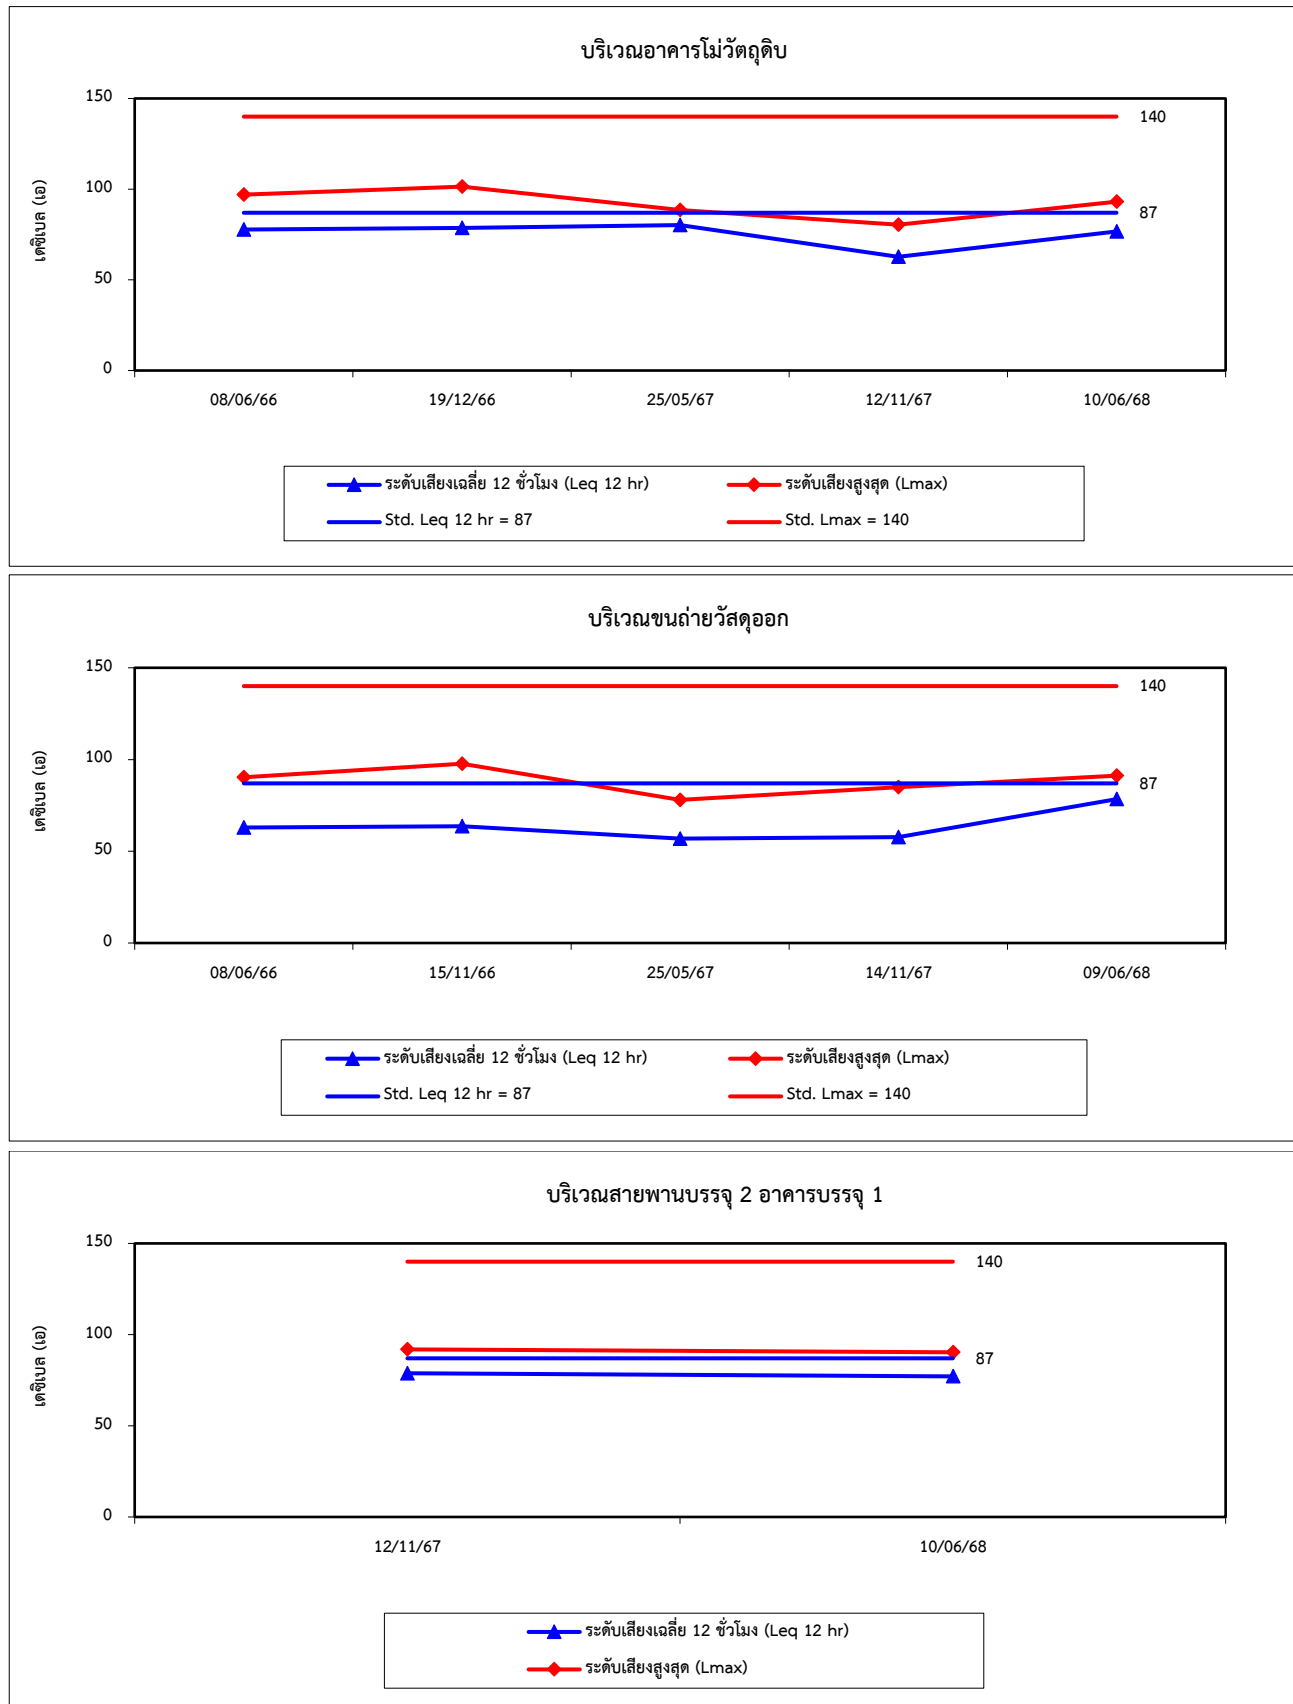 บริเวณอาคารโม่วัตถุดิบ
150
140
100
87
50
0
เดซิเบล (เอ)
08/06/66 19/12/66 25/05/67 12/11/67 10/06/68
ระดับเสียงเฉลี่ย 12 ชั่วโมง (Leq 12 hr) ระดับเสียงสูงสุด (Lmax)
Std. Leq 12 hr = 87 Std. Lmax = 140
บริเวณขนถ่ายวัสดุออก
150
140
100
87
50
0
เดซิเบล (เอ)
08/06/66 15/11/66 25/05/67 14/11/67 09/06/68
ระดับเสียงเฉลี่ย 12 ชั่วโมง (Leq 12 hr) ระดับเสียงสูงสุด (Lmax)
Std. Leq 12 hr = 87 Std. Lmax = 140
บริเวณสายพานบรรจุ 2 อาคารบรรจุ 1
150
140
100
87
50
0
เดซิเบล (เอ)
12/11/67 10/06/68
ระดับเสียงเฉลี่ย 12 ชั่วโมง (Leq 12 hr)
ระดับเสียงสูงสุด (Lmax)